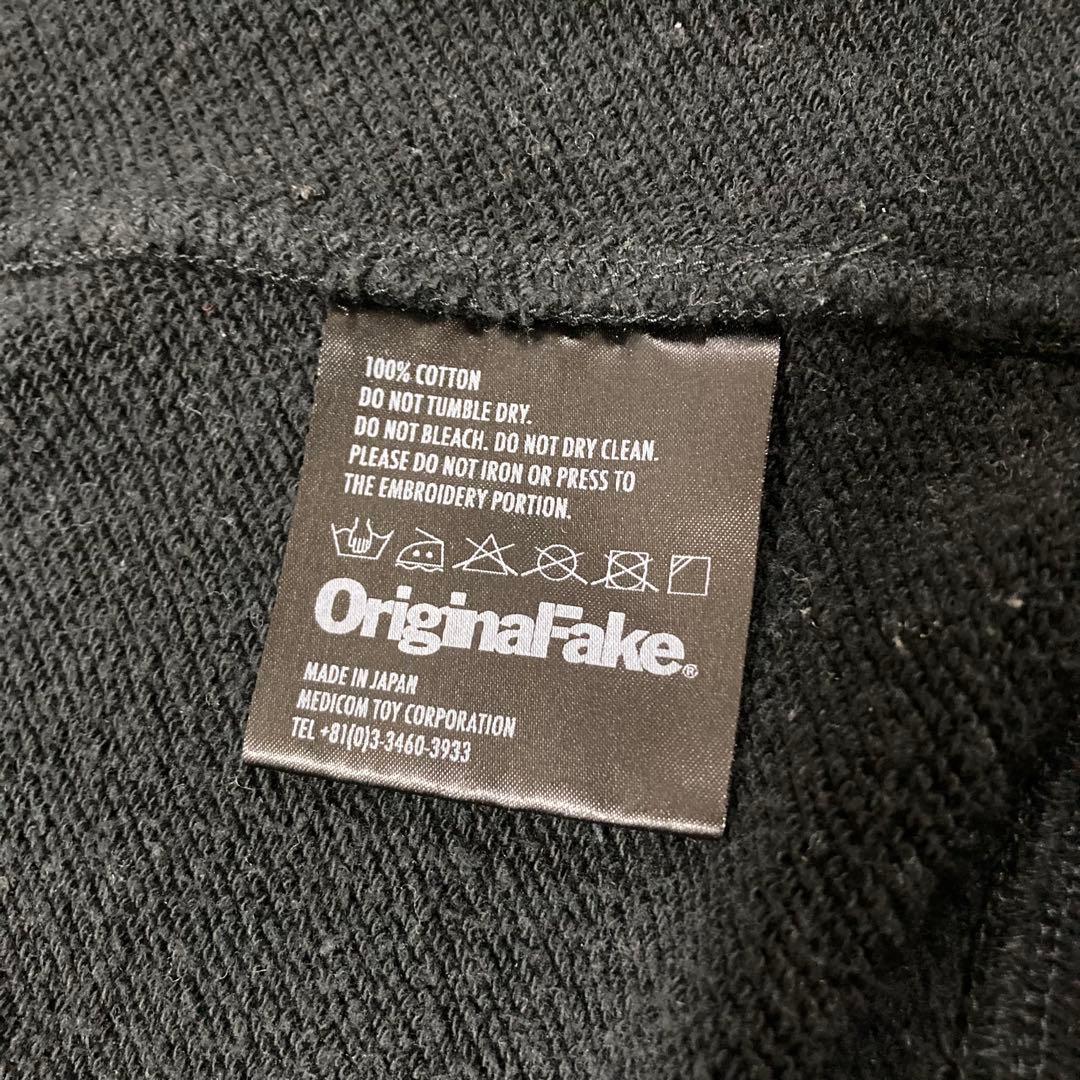 100% COTTON
DO NOT TUMBLE DRY.
DO NOT BLEACH. DO NOT DRY CLEAN.
PLEASE DO NOT IRON OR PRESS TO
THE EMBROIDERY PORTION.
OriginalFake®
MADE IN JAPAN
MEDICOM TOY CORPORATION
TEL +81(0)3-3460-3933